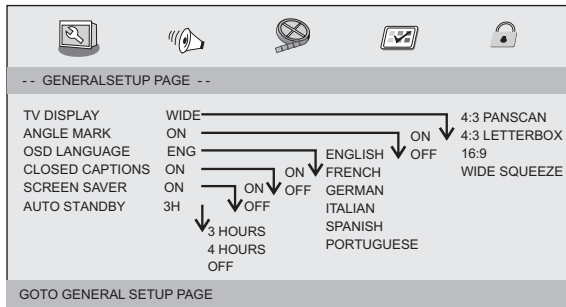 - - GENERALSETUP PAGE - -
TV DISPLAY WIDE
ANGLE MARK ON
OSD LANGUAGE ENG
CLOSED CAPTIONS ON
SCREEN SAVER ON
AUTO STANDBY 3H
3 HOURS
4 HOURS
OFF
ON
OFF
ON
OFF
ENGLISH
FRENCH
GERMAN
ITALIAN
SPANISH
PORTUGUESE
ON
OFF
4:3 PANSCAN
4:3 LETTERBOX
16:9
WIDE SQUEEZE
GOTO GENERAL SETUP PAGE